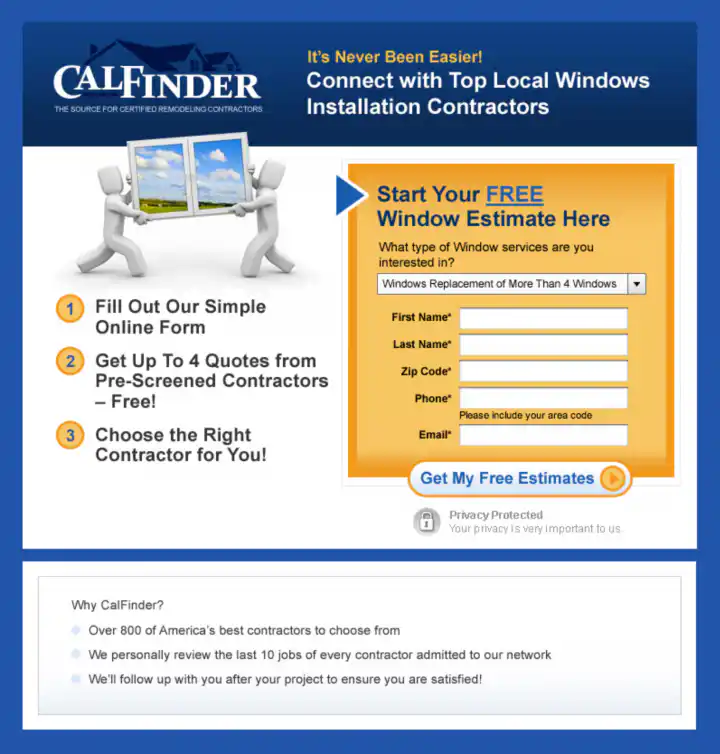 CALFINDER
THE SOURCE FOR CERTIFIED REMODELING CONTRACTORS
It's Never Been Easier!
Connect with Top Local Windows
Installation Contractors
1 Fill Out Our Simple
Online Form
2 Get Up To 4 Quotes from
Pre-Screened Contractors
– Free!
3 Choose the Right
Contractor for You!
Start Your FREE
Window Estimate Here
What type of Window services are you
interested in?
Windows Replacement of More Than 4 Windows
First Name*
Last Name*
Zip Code*
Phone*
Please include your area code
Email*
Get My Free Estimates
Privacy Protected
Your privacy is very important to us.
Why CalFinder?
Over 800 of America's best contractors to choose from
We personally review the last 10 jobs of every contractor admitted to our network
We'll follow up with you after your project to ensure you are satisfied!